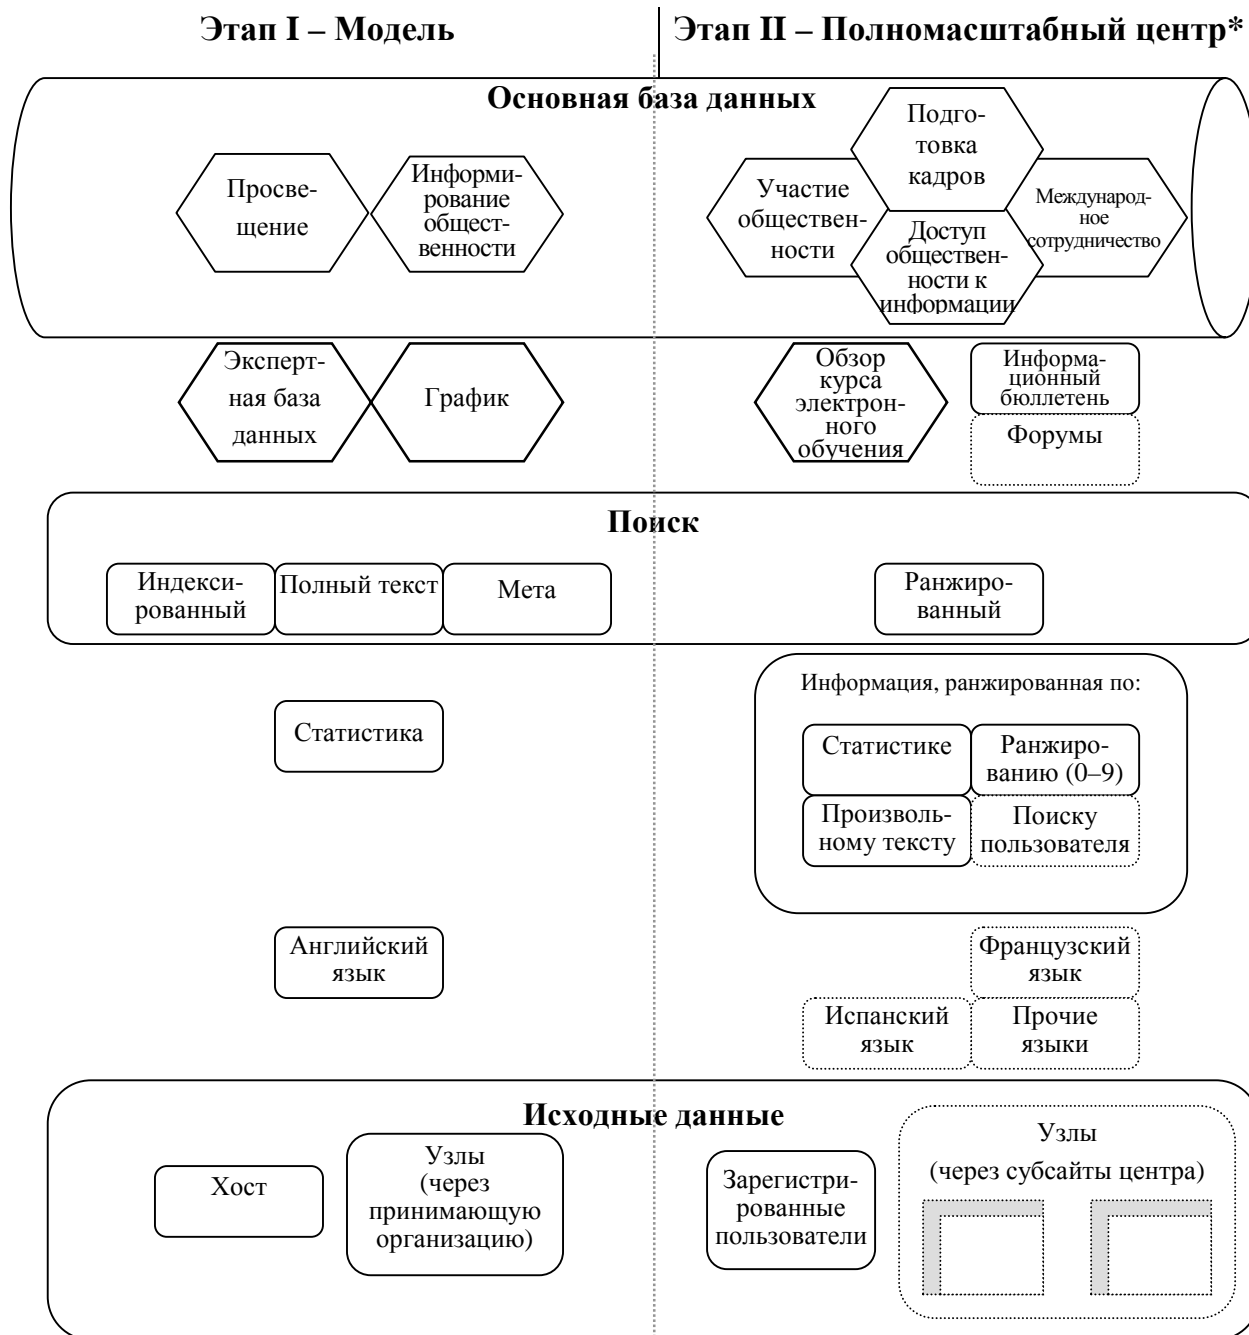 Этап I – Модель
Этап II – Полномасштабный центр*
Основная база данных
Просве-
щение
Информи-
рование
общест-
венности
Участие
обществен-
ности
Подго-
товка
кадров
Доступ
обществен-
ности к
информации
Международ-
ное
сотрудничество
Эксперт-
ная база
данных
График
Обзор
курса
электрон-
ного
обучения
Информа-
ционный
бюллетень
Форумы
Поиск
Индекси-
рованный
Полный текст
Мета
Ранжиро-
ванный
Статистика
Информация, ранжированная по:
Статистике
Ранжиро-
ванию (0–9)
Произволь-
ному тексту
Поиску
пользователя
Английский
язык
Французский
язык
Испанский
язык
Прочие
языки
Исходные данные
Хост
Узлы
(через
принимающую
организацию)
Зарегистри-
рованные
пользователи
Узлы
(через субсайты центра)